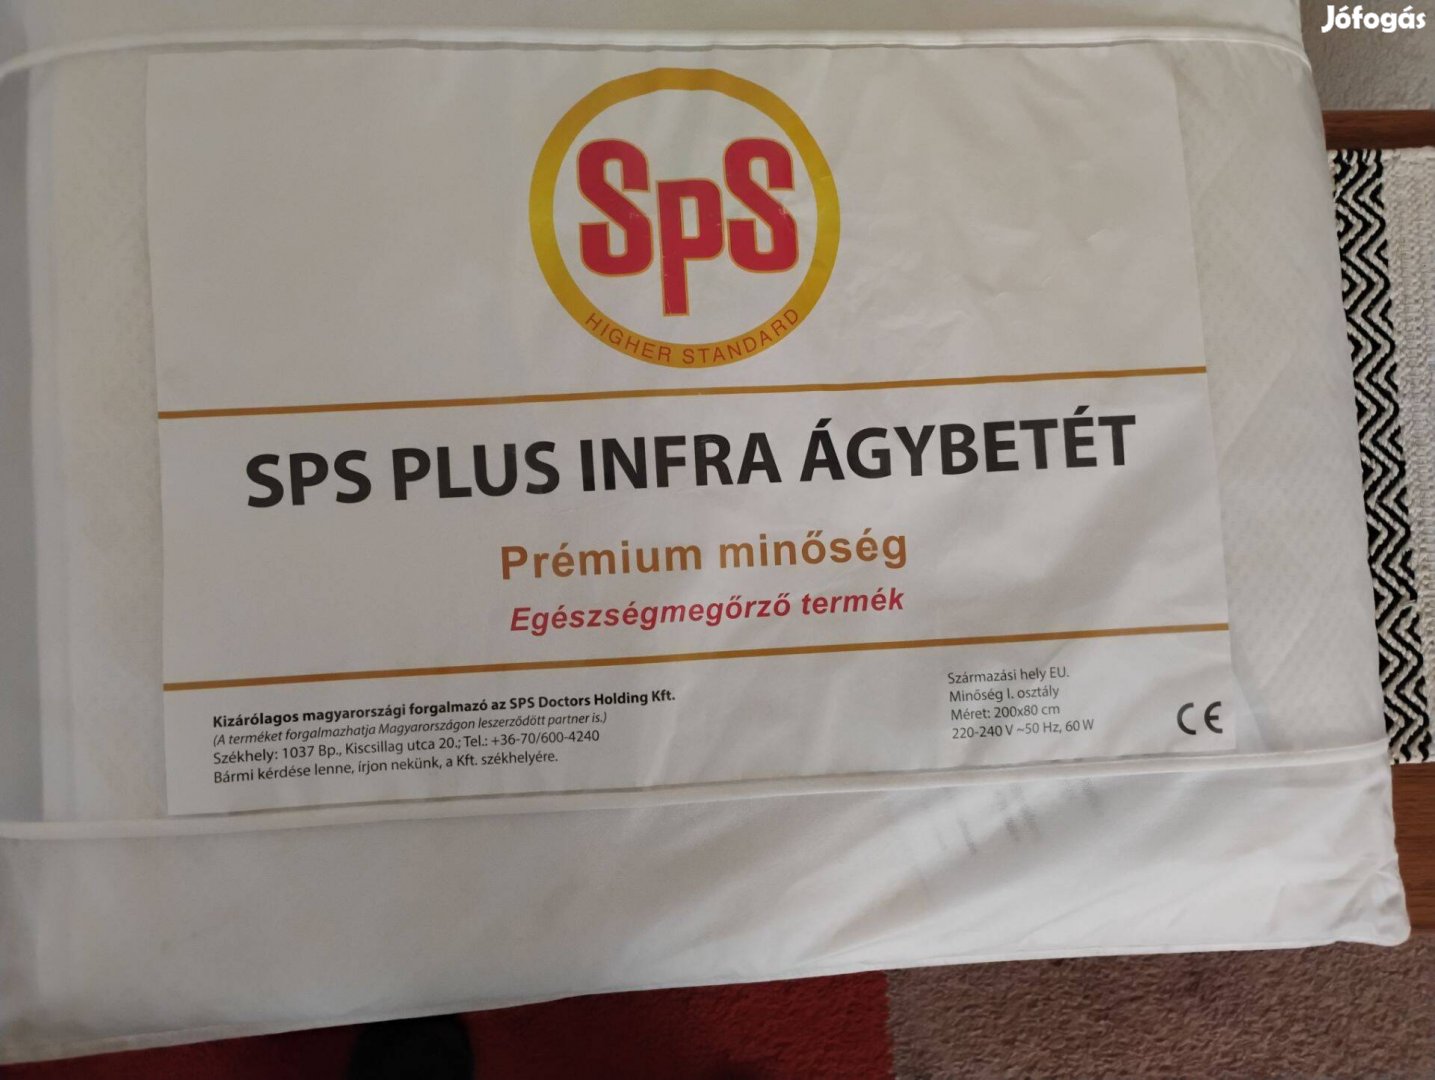 Jófogás
SpS
HIGHER STANDARD
SPS PLUS INFRA ÁGYBETÉT
Prémium minőség
Egészségmegőrző termék
Kizárólagos magyarországi forgalmazó az SPS Doctors Holding Kft.
(A terméket forgalmazhatja Magyarországon leszerződött partner is.)
Székhely: 1037 Bp., Kiscsillag utca 20.; Tel.: +36-70/600-4240
Bármi kérdése lenne, írjon nekünk, a Kft. székhelyére.
Származási hely EU.
Minőség I. osztály
Méret: 200x80 cm
220-240 V ~50 Hz, 60 W
CE